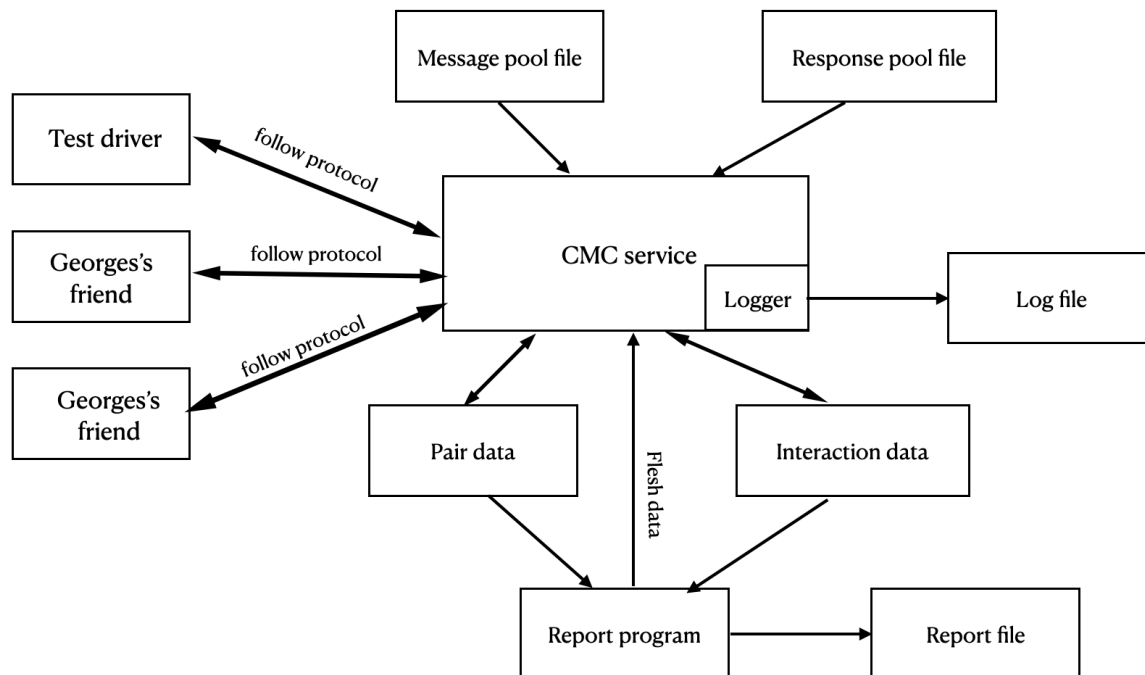 Message pool file
Response pool file
Test driver
follow protocol
Georges's
friend
follow protocol
CMC service
Logger
Log file
follow protocol
Georges's
friend
Pair data
Flesh data
Interaction data
Report program
Report file